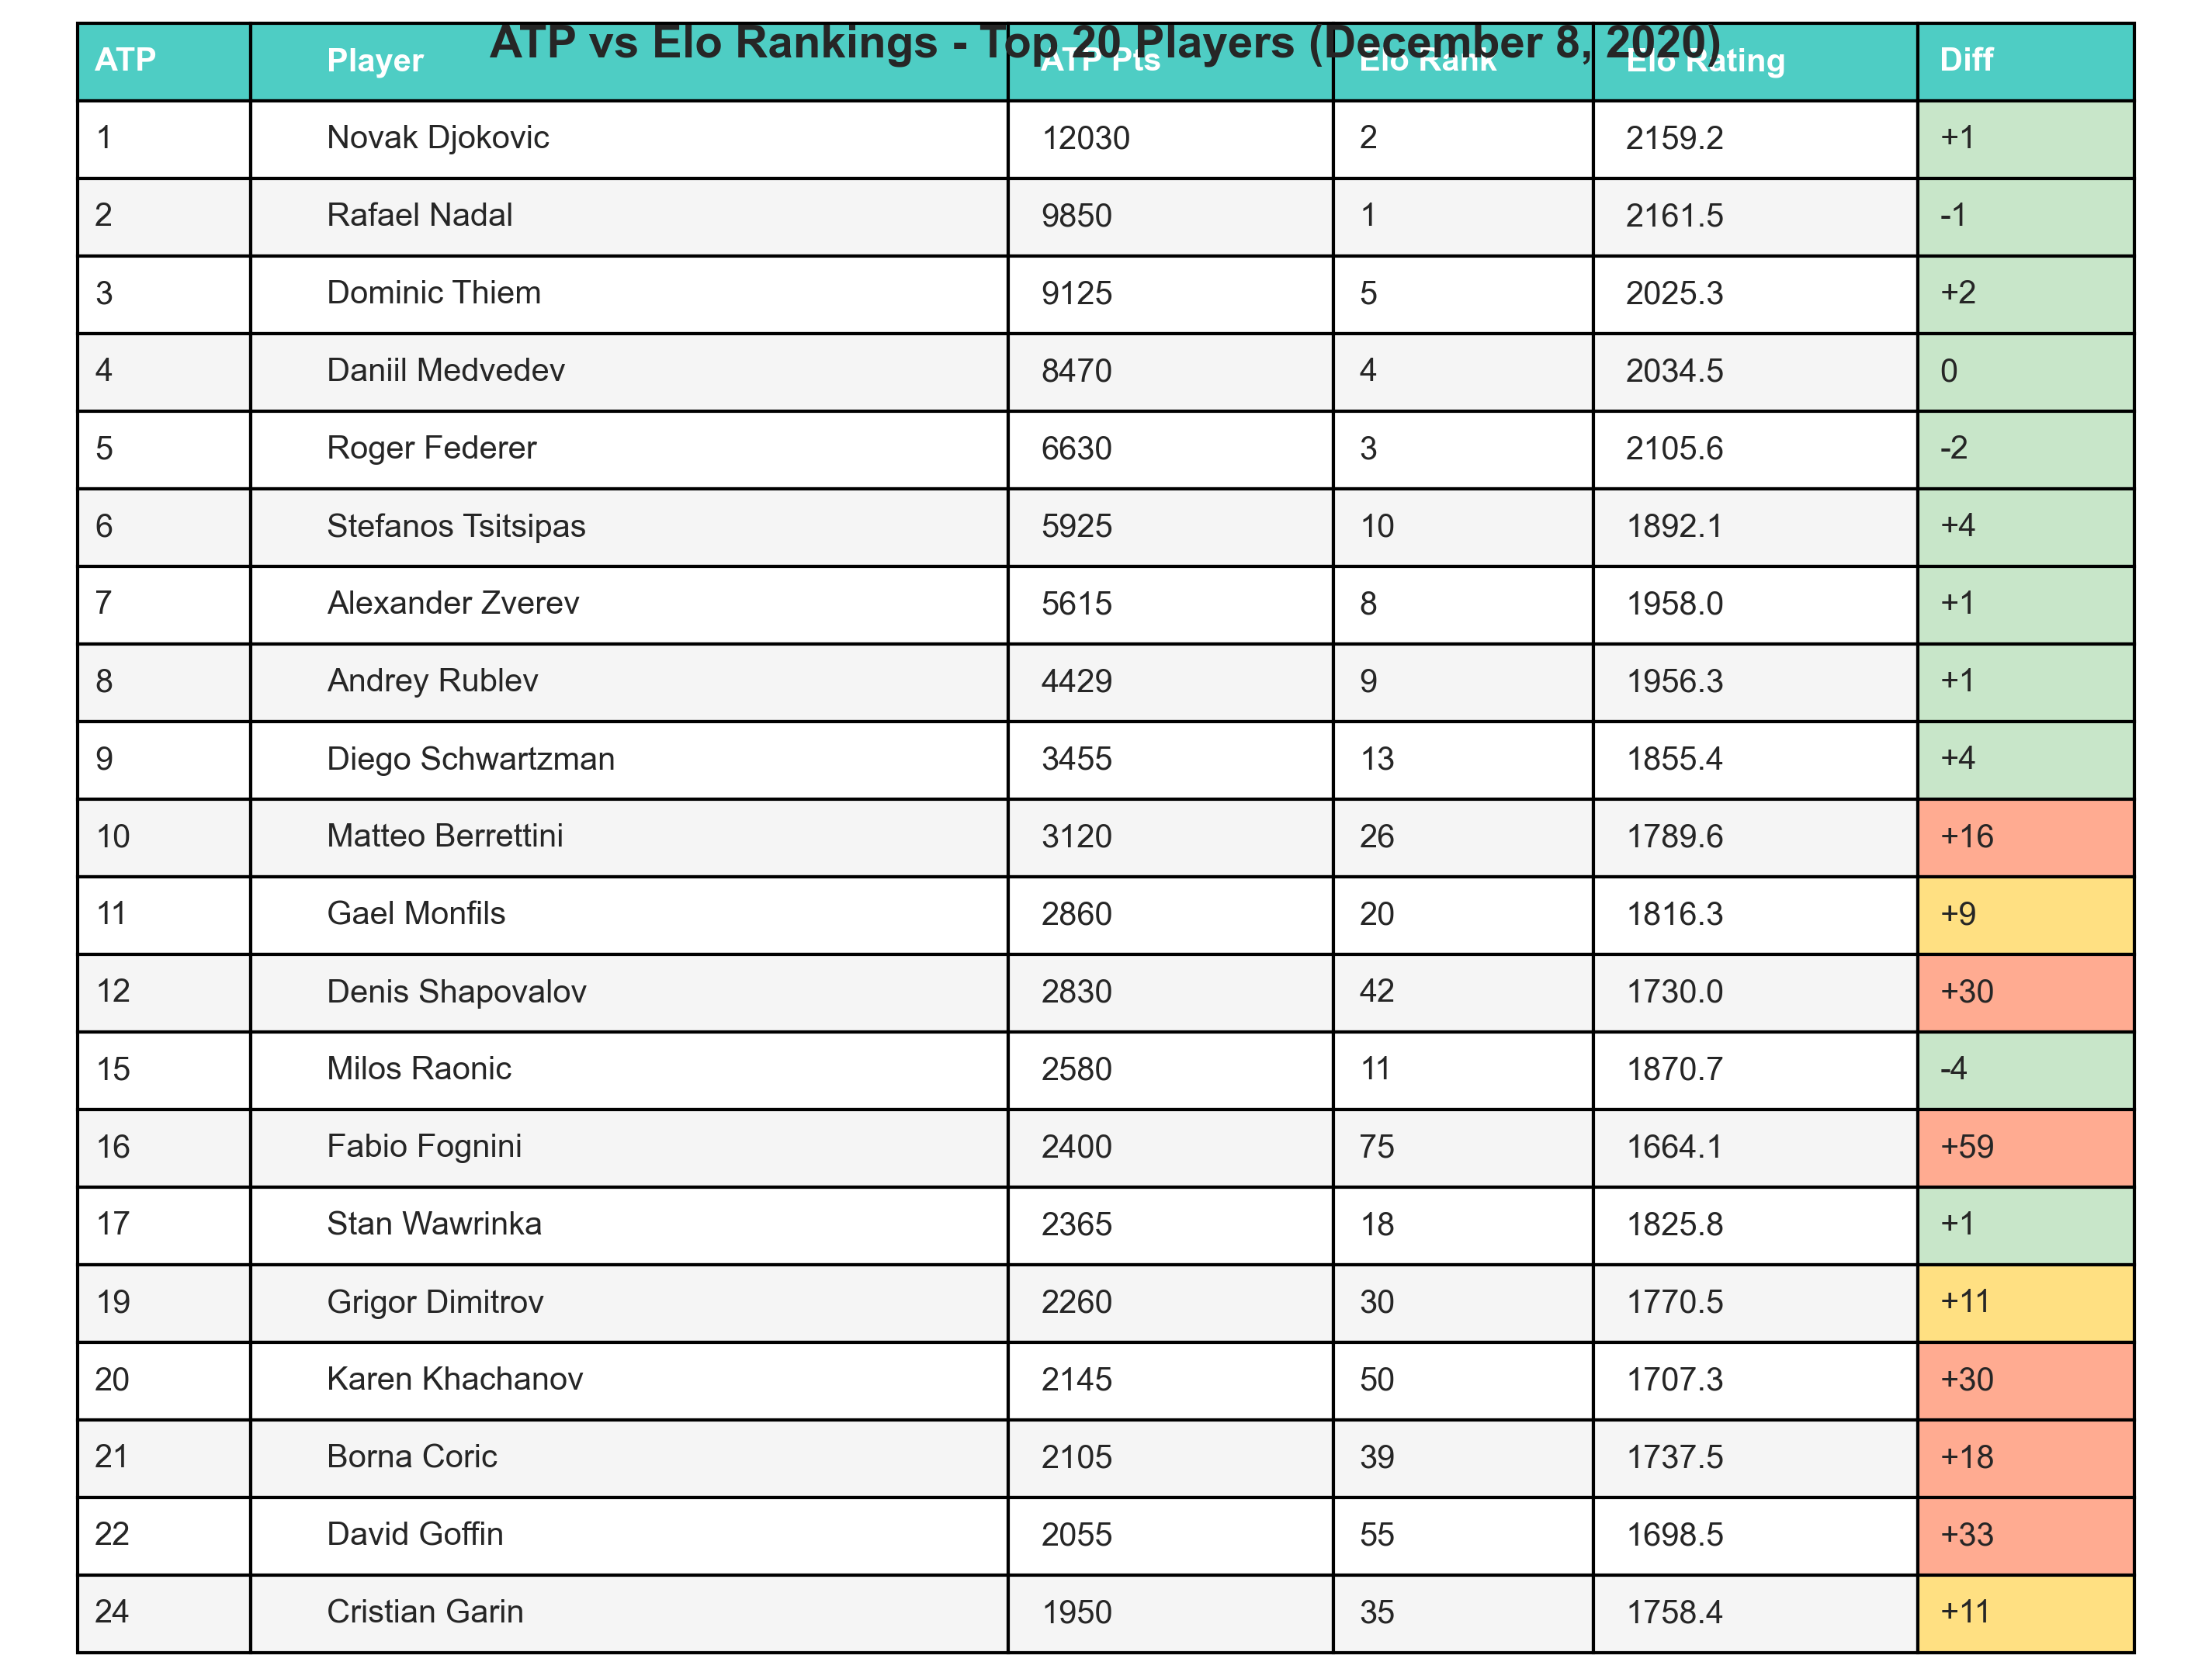 ATP vs Elo Rankings - Top 20 Players (December 8, 2020)
ATP Player ATP Pts Elo Rank Elo Rating Diff
1 Novak Djokovic 12030 2 2159.2 +1
2 Rafael Nadal 9850 1 2161.5 -1
3 Dominic Thiem 9125 5 2025.3 +2
4 Daniil Medvedev 8470 4 2034.5 0
5 Roger Federer 6630 3 2105.6 -2
6 Stefanos Tsitsipas 5925 10 1892.1 +4
7 Alexander Zverev 5615 8 1958.0 +1
8 Andrey Rublev 4429 9 1956.3 +1
9 Diego Schwartzman 3455 13 1855.4 +4
10 Matteo Berrettini 3120 26 1789.6 +16
11 Gael Monfils 2860 20 1816.3 +9
12 Denis Shapovalov 2830 42 1730.0 +30
15 Milos Raonic 2580 11 1870.7 -4
16 Fabio Fognini 2400 75 1664.1 +59
17 Stan Wawrinka 2365 18 1825.8 +1
19 Grigor Dimitrov 2260 30 1770.5 +11
20 Karen Khachanov 2145 50 1707.3 +30
21 Borna Coric 2105 39 1737.5 +18
22 David Goffin 2055 55 1698.5 +33
24 Cristian Garin 1950 35 1758.4 +11